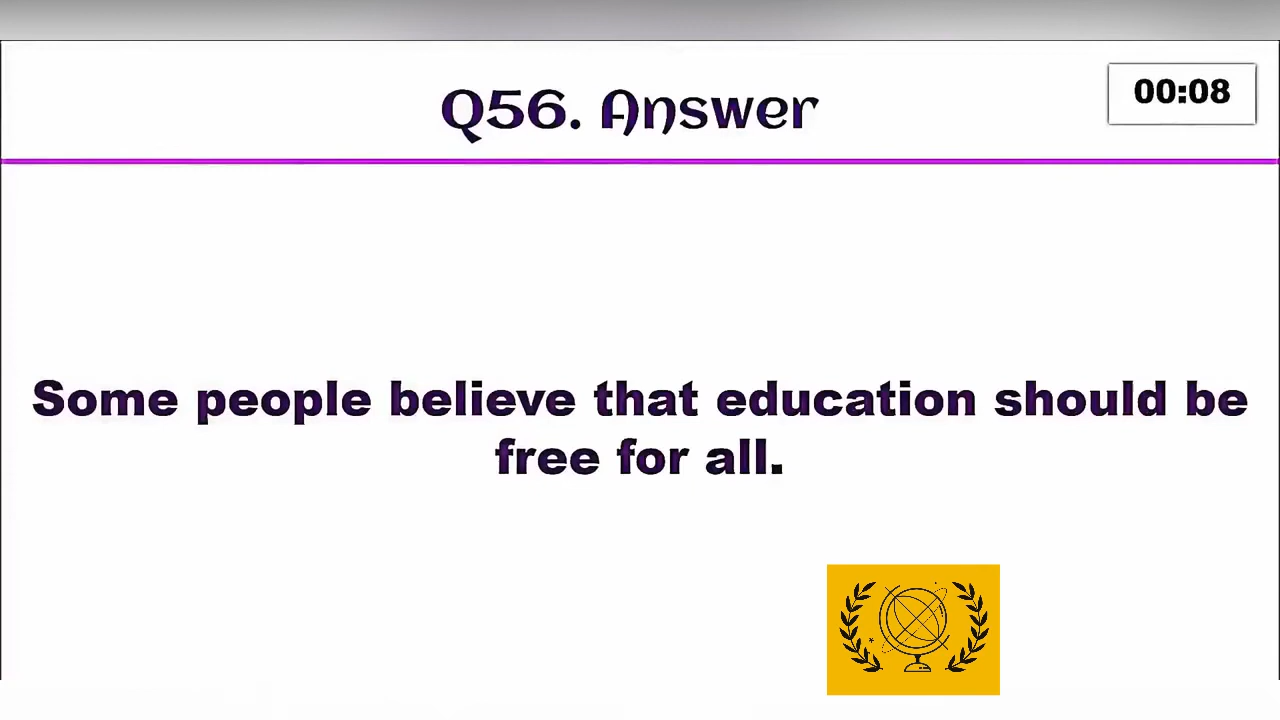 Q56. Answer
00:08
Some people believe that education should be
free for all.